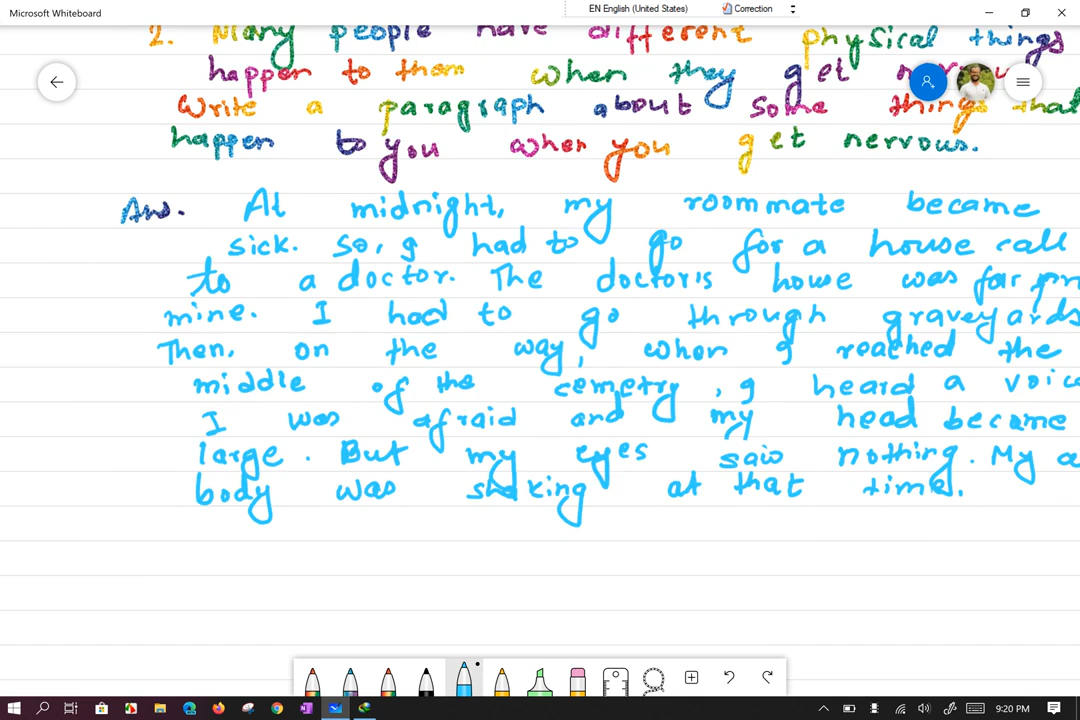 Microsoft Whiteboard
EN English (United States) Correction
2. Many people have different physical things
happen to them when they get
Write a paragraph about some things that
happen to you when you get nervous.
Ans. At midnight, my roommate became
sick. So, I had to go for a house call
to a doctor. The doctor's house was far
mine. I had to go through graveyards
Then, on the way, when I reached the
middle of the cemetry, I heard a voic
I was afraid and my head became
large. But my eyes saw nothing. My a
body was shaking at that time.
9:20 PM